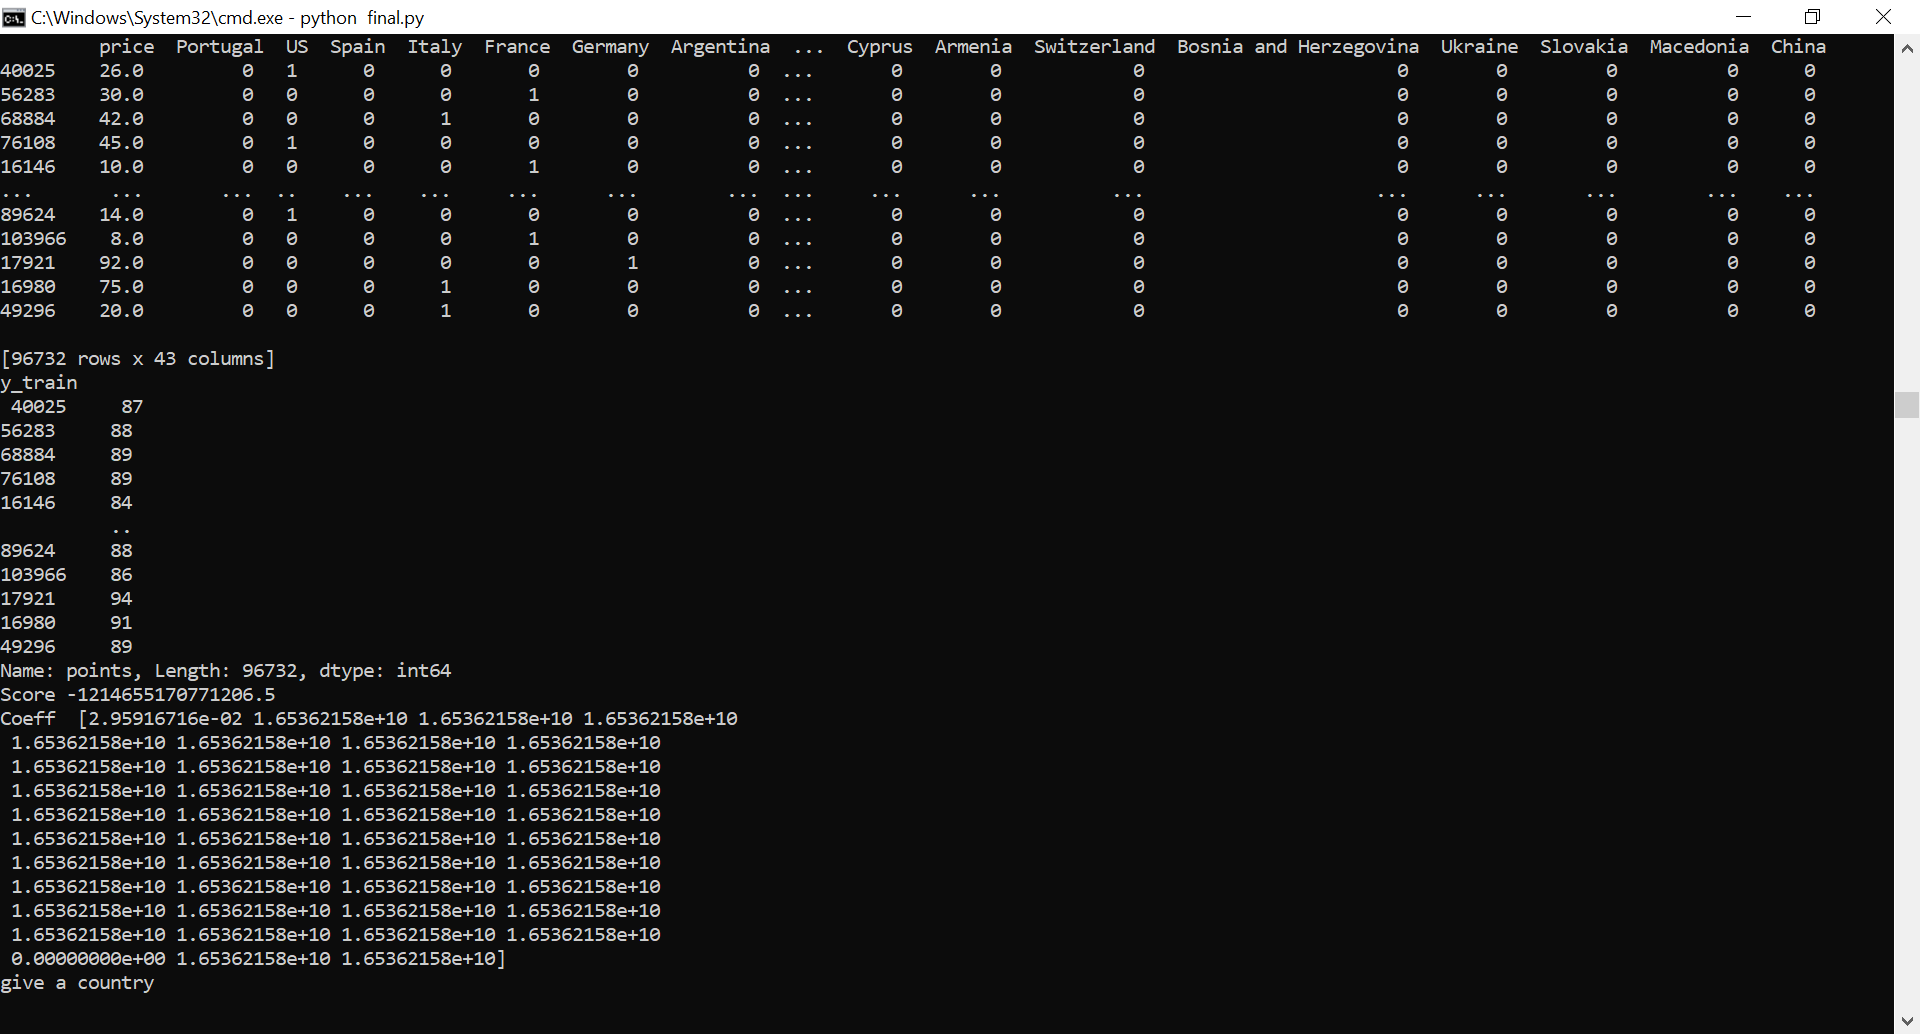 C:\Windows\System32\cmd.exe - python  final.py
        price  Portugal  US  Spain  Italy  France  Germany  Argentina  ...  Cyprus  Armenia  Switzerland  Bosnia and Herzegovina  Ukraine  Slovakia  Macedonia  China
40025    26.0         0   1      0      0       0        0          0  ...       0        0            0                       0        0         0          0      0
56283    30.0         0   0      0      0       1        0          0  ...       0        0            0                       0        0         0          0      0
68884    42.0         0   0      0      1       0        0          0  ...       0        0            0                       0        0         0          0      0
76108    45.0         0   1      0      0       0        0          0  ...       0        0            0                       0        0         0          0      0
16146    10.0         0   0      0      0       1        0          0  ...       0        0            0                       0        0         0          0      0
...       ...       ...  ..    ...    ...     ...      ...        ...  ...     ...      ...          ...                     ...      ...       ...        ...    ...
89624    14.0         0   1      0      0       0        0          0  ...       0        0            0                       0        0         0          0      0
103966    8.0         0   0      0      0       1        0          0  ...       0        0            0                       0        0         0          0      0
17921    92.0         0   0      0      0       0        1          0  ...       0        0            0                       0        0         0          0      0
16980    75.0         0   0      0      1       0        0          0  ...       0        0            0                       0        0         0          0      0
49296    20.0         0   0      0      1       0        0          0  ...       0        0            0                       0        0         0          0      0
[96732 rows x 43 columns]
y_train
 40025     87
56283     88
68884     89
76108     89
16146     84
          ..
89624     88
103966    86
17921     94
16980     91
49296     89
Name: points, Length: 96732, dtype: int64
Score -1214655170771206.5
Coeff  [2.95916716e-02 1.65362158e+10 1.65362158e+10 1.65362158e+10
 1.65362158e+10 1.65362158e+10 1.65362158e+10 1.65362158e+10
 1.65362158e+10 1.65362158e+10 1.65362158e+10 1.65362158e+10
 1.65362158e+10 1.65362158e+10 1.65362158e+10 1.65362158e+10
 1.65362158e+10 1.65362158e+10 1.65362158e+10 1.65362158e+10
 1.65362158e+10 1.65362158e+10 1.65362158e+10 1.65362158e+10
 1.65362158e+10 1.65362158e+10 1.65362158e+10 1.65362158e+10
 1.65362158e+10 1.65362158e+10 1.65362158e+10 1.65362158e+10
 1.65362158e+10 1.65362158e+10 1.65362158e+10 1.65362158e+10
 1.65362158e+10 1.65362158e+10 1.65362158e+10 1.65362158e+10
 0.00000000e+00 1.65362158e+10 1.65362158e+10]
give a country